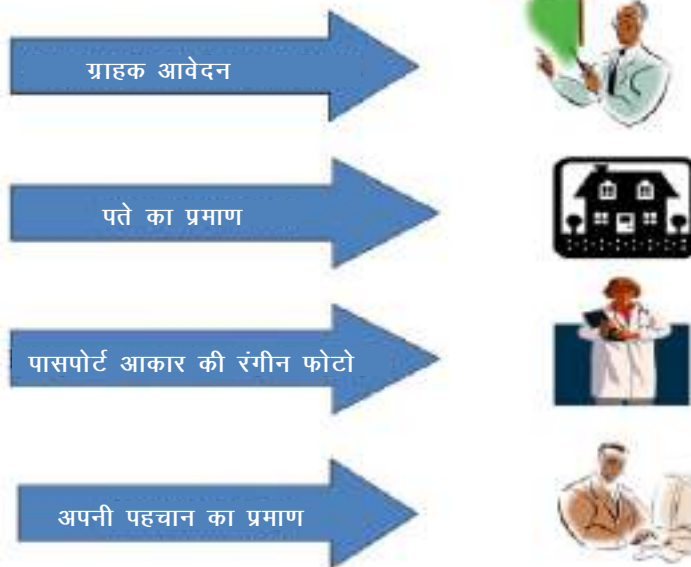 ग्राहक आवेदन
पते का प्रमाण
पासपोर्ट आकार की रंगीन फोटो
अपनी पहचान का प्रमाण